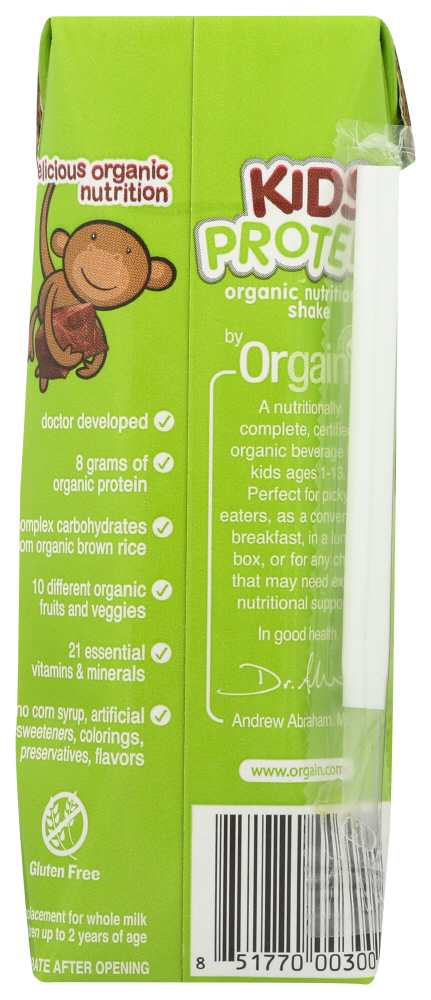 elicious organic
nutrition
doctor developed
8 grams of
organic protein
omplex carbohydrates
om organic brown rice
10 different organic
fruits and veggies
21 essential
vitamins & minerals
no corn syrup, artificial
sweeteners, colorings,
preservatives, flavors
Gluten Free
lacement for whole milk
en up to 2 years of age
RATE AFTER OPENING
KIDS
PROTE
organic nutrition
shake
by
Orgain
A nutritionally
complete, certifie
organic beverage
kids ages 1-13.
Perfect for picky
eaters, as a conven
breakfast, in a lun
box, or for any ch
that may need ex
nutritional suppo
In good health,
Dr.
Andrew Abraham, M
www.orgain.com
8 51770 00300